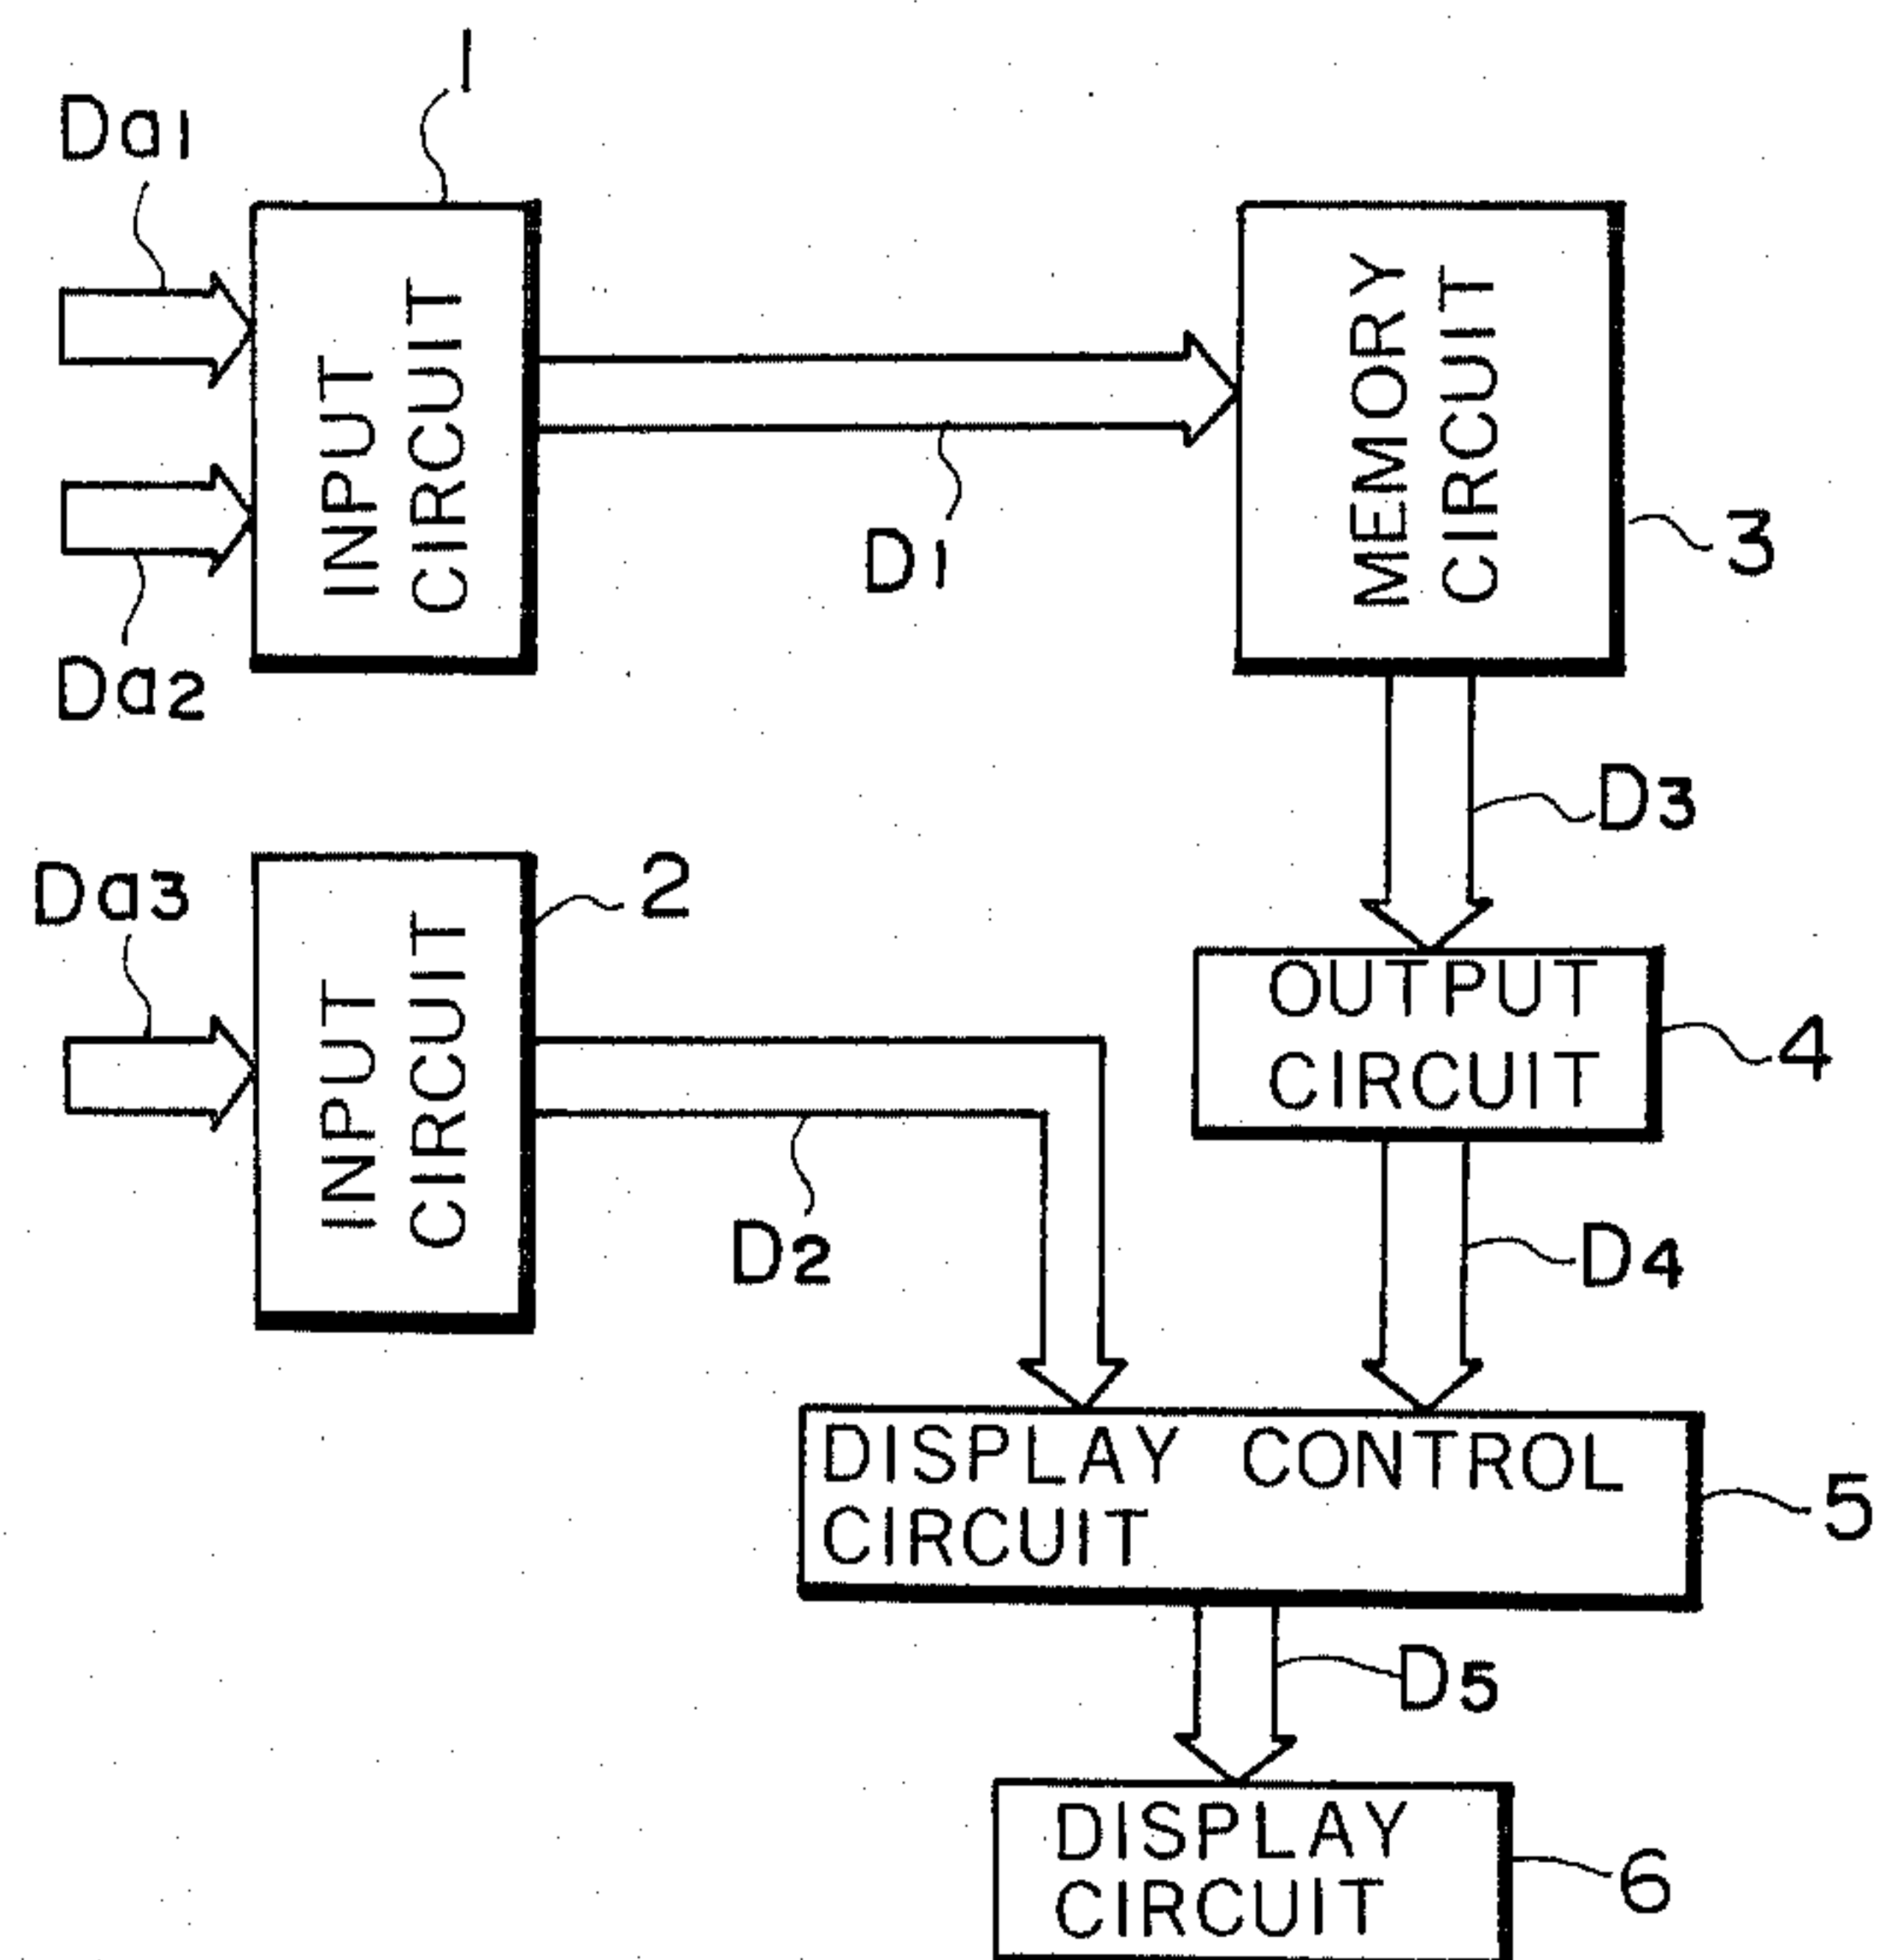 1
Da1
INPUT
CIRCUIT
MEMORY
CIRCUIT
D1
3
Da2
D3
Da3
2
INPUT
CIRCUIT
OUTPUT
CIRCUIT
4
D2
D4
DISPLAY CONTROL
CIRCUIT
5
D5
DISPLAY
CIRCUIT
6